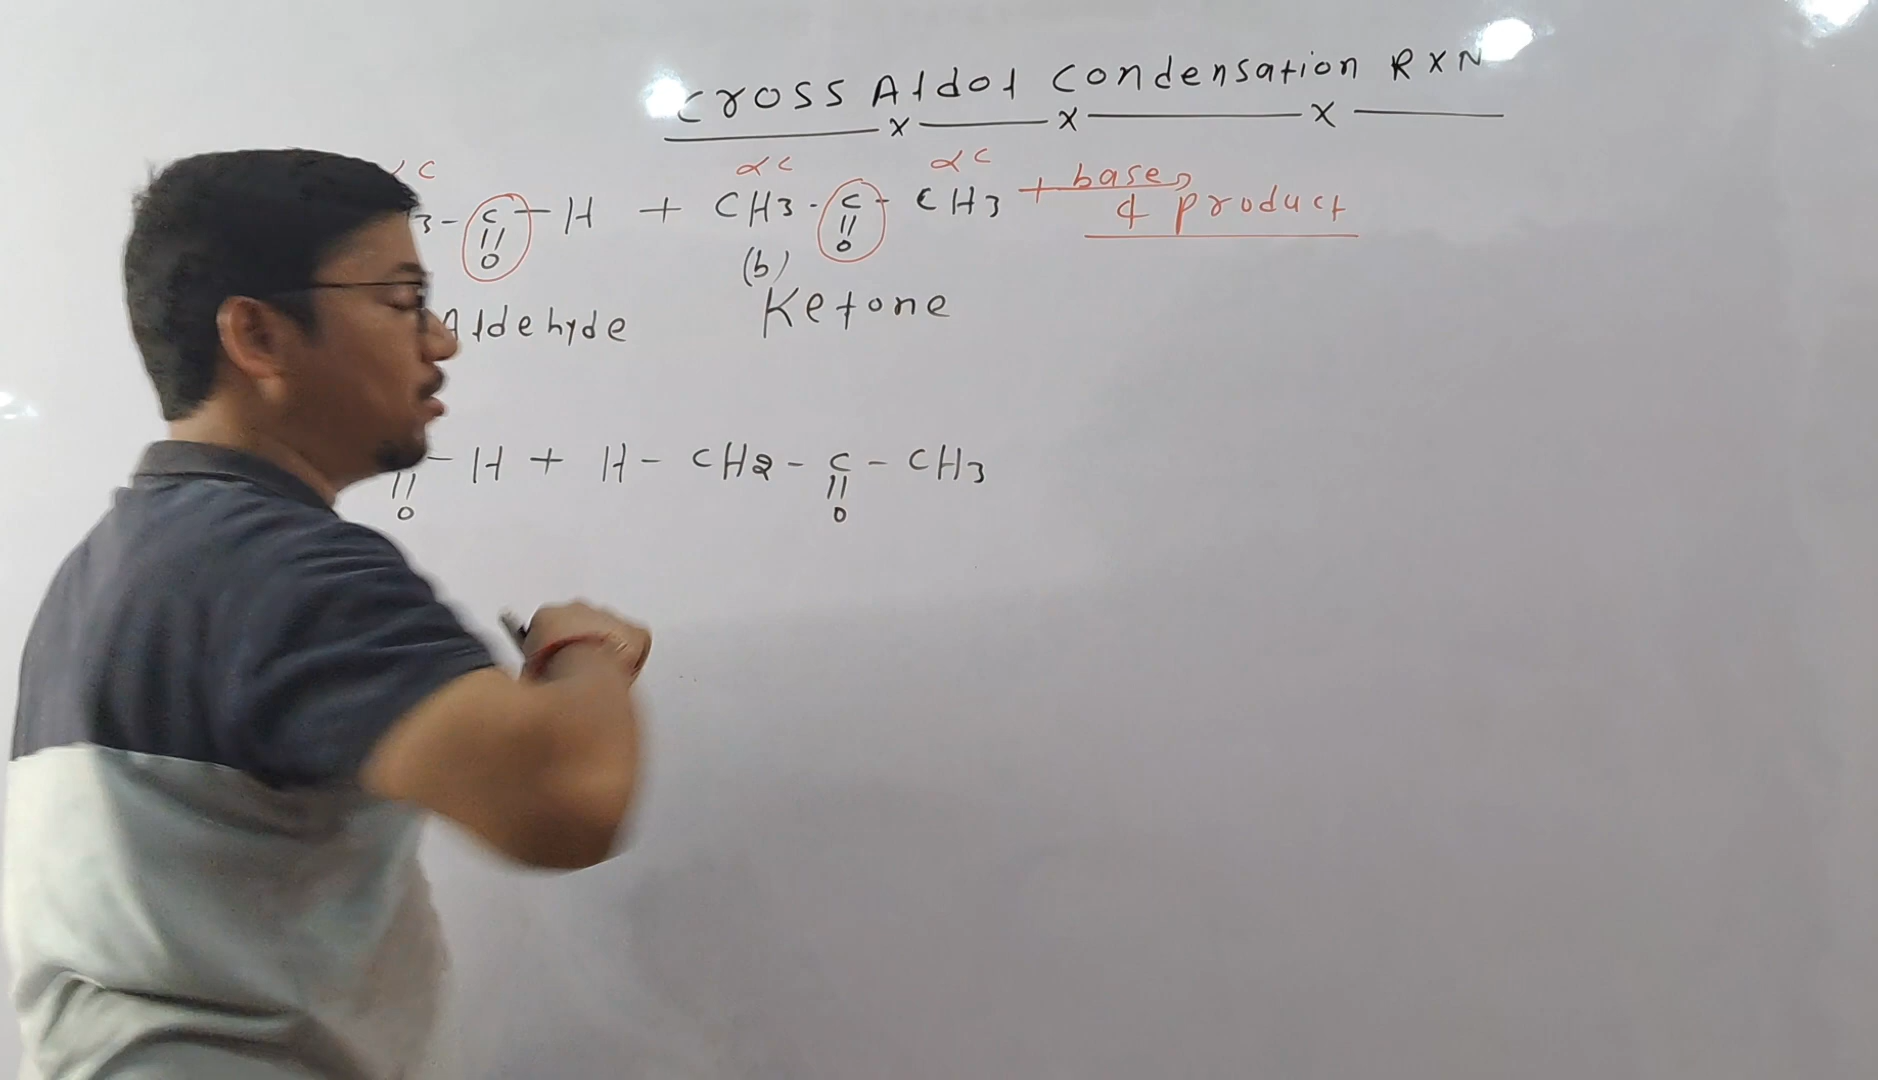 Cross Aldol Condensation RXN
αC αC αC
3-C-H + CH3-C-CH3 + base,
O O 4 product
(b)
Aldehyde Ketone
-H + H-CH2-C-CH3
O O